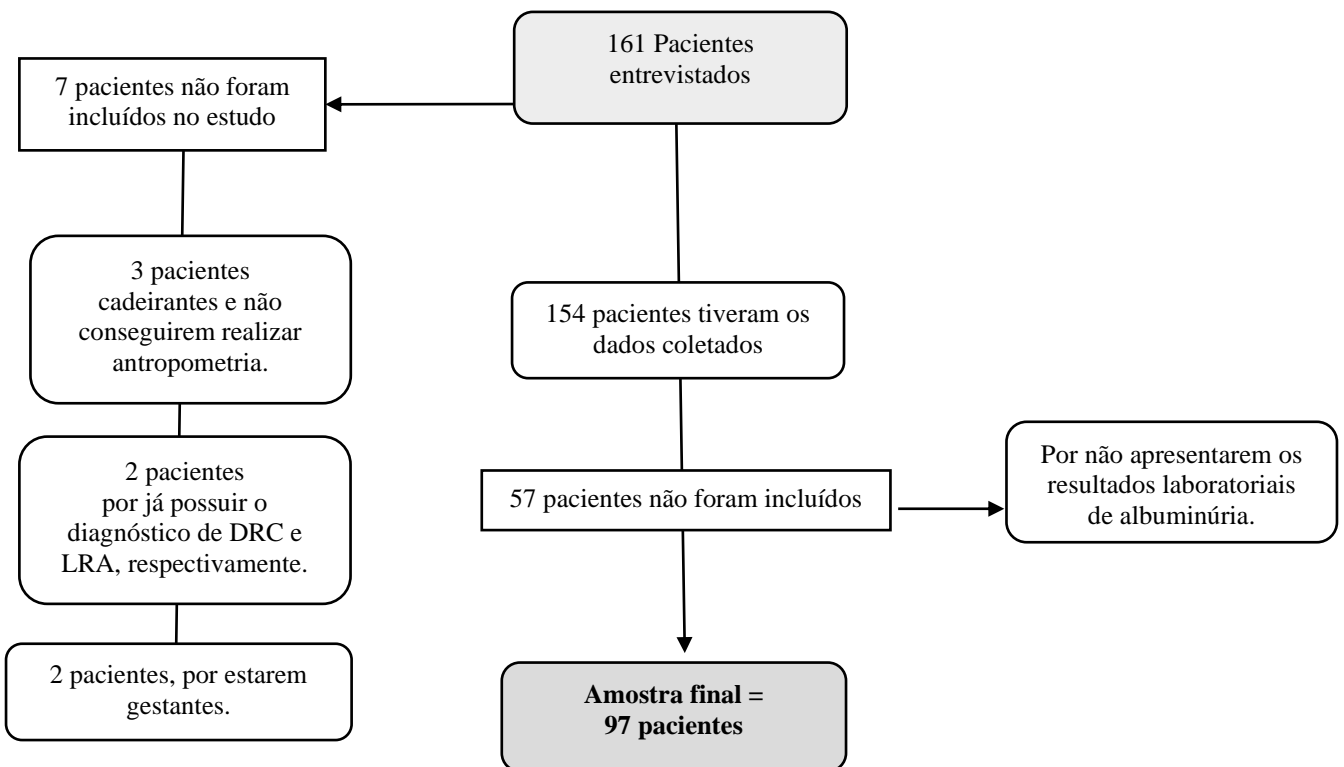 161 Pacientes
entrevistados
7 pacientes não foram
incluídos no estudo
3 pacientes
cadeirantes e não
conseguirem realizar
antropometria.
2 pacientes
por já possuir o
diagnóstico de DRC e
LRA, respectivamente.
2 pacientes, por estarem
gestantes.
154 pacientes tiveram os
dados coletados
57 pacientes não foram incluídos
Por não apresentarem os
resultados laboratoriais
de albuminúria.
Amostra final =
97 pacientes